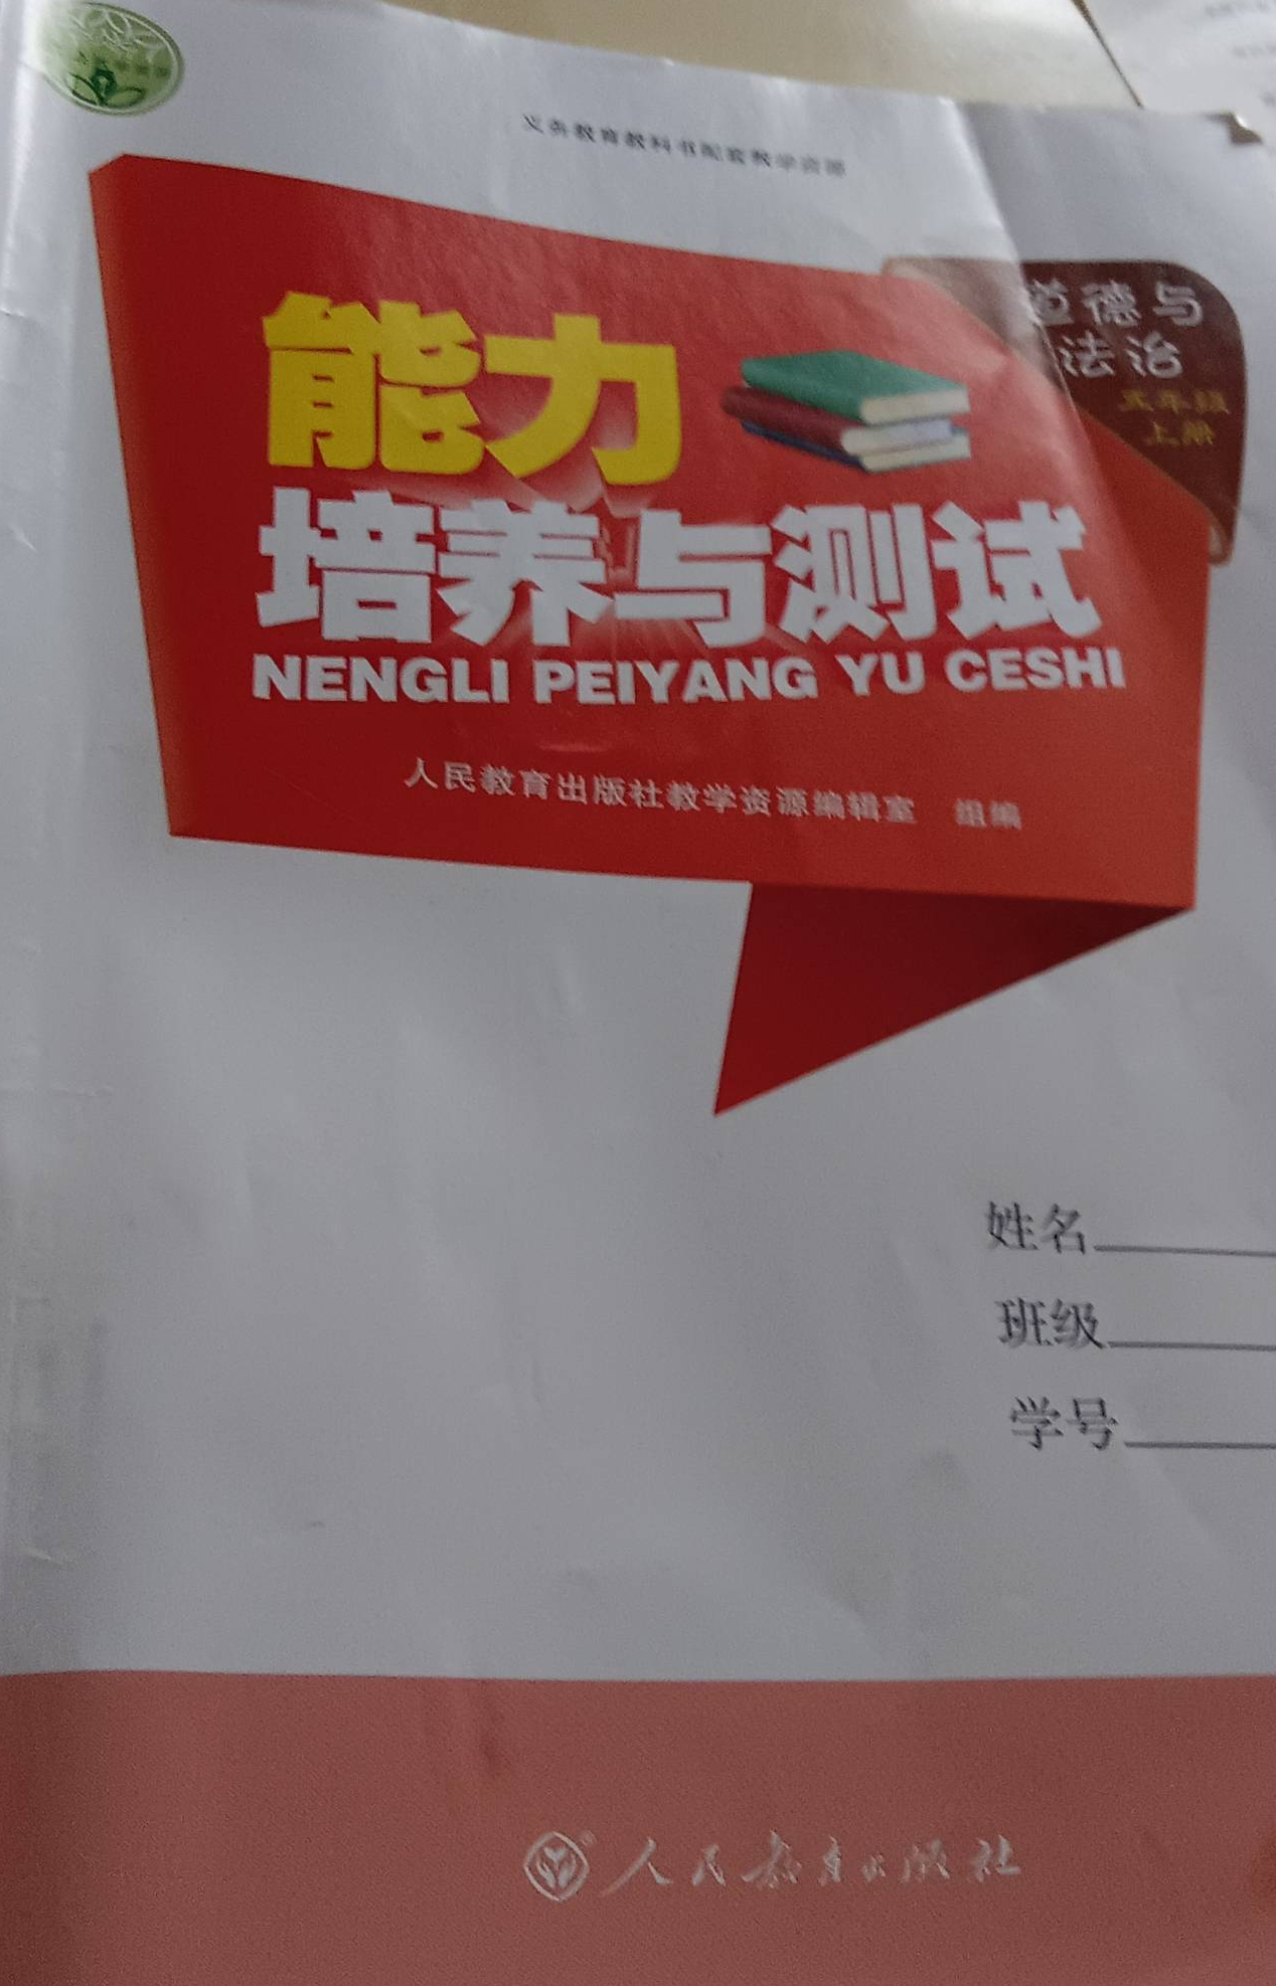 义务教育教科书配套教学资源
道德与
法治
五年级
上册
能力
培养与测试
NENGLI PEIYANG YU CESHI
人民教育出版社教学资源编辑室 组编
姓名
班级
学号
人民教育出版社